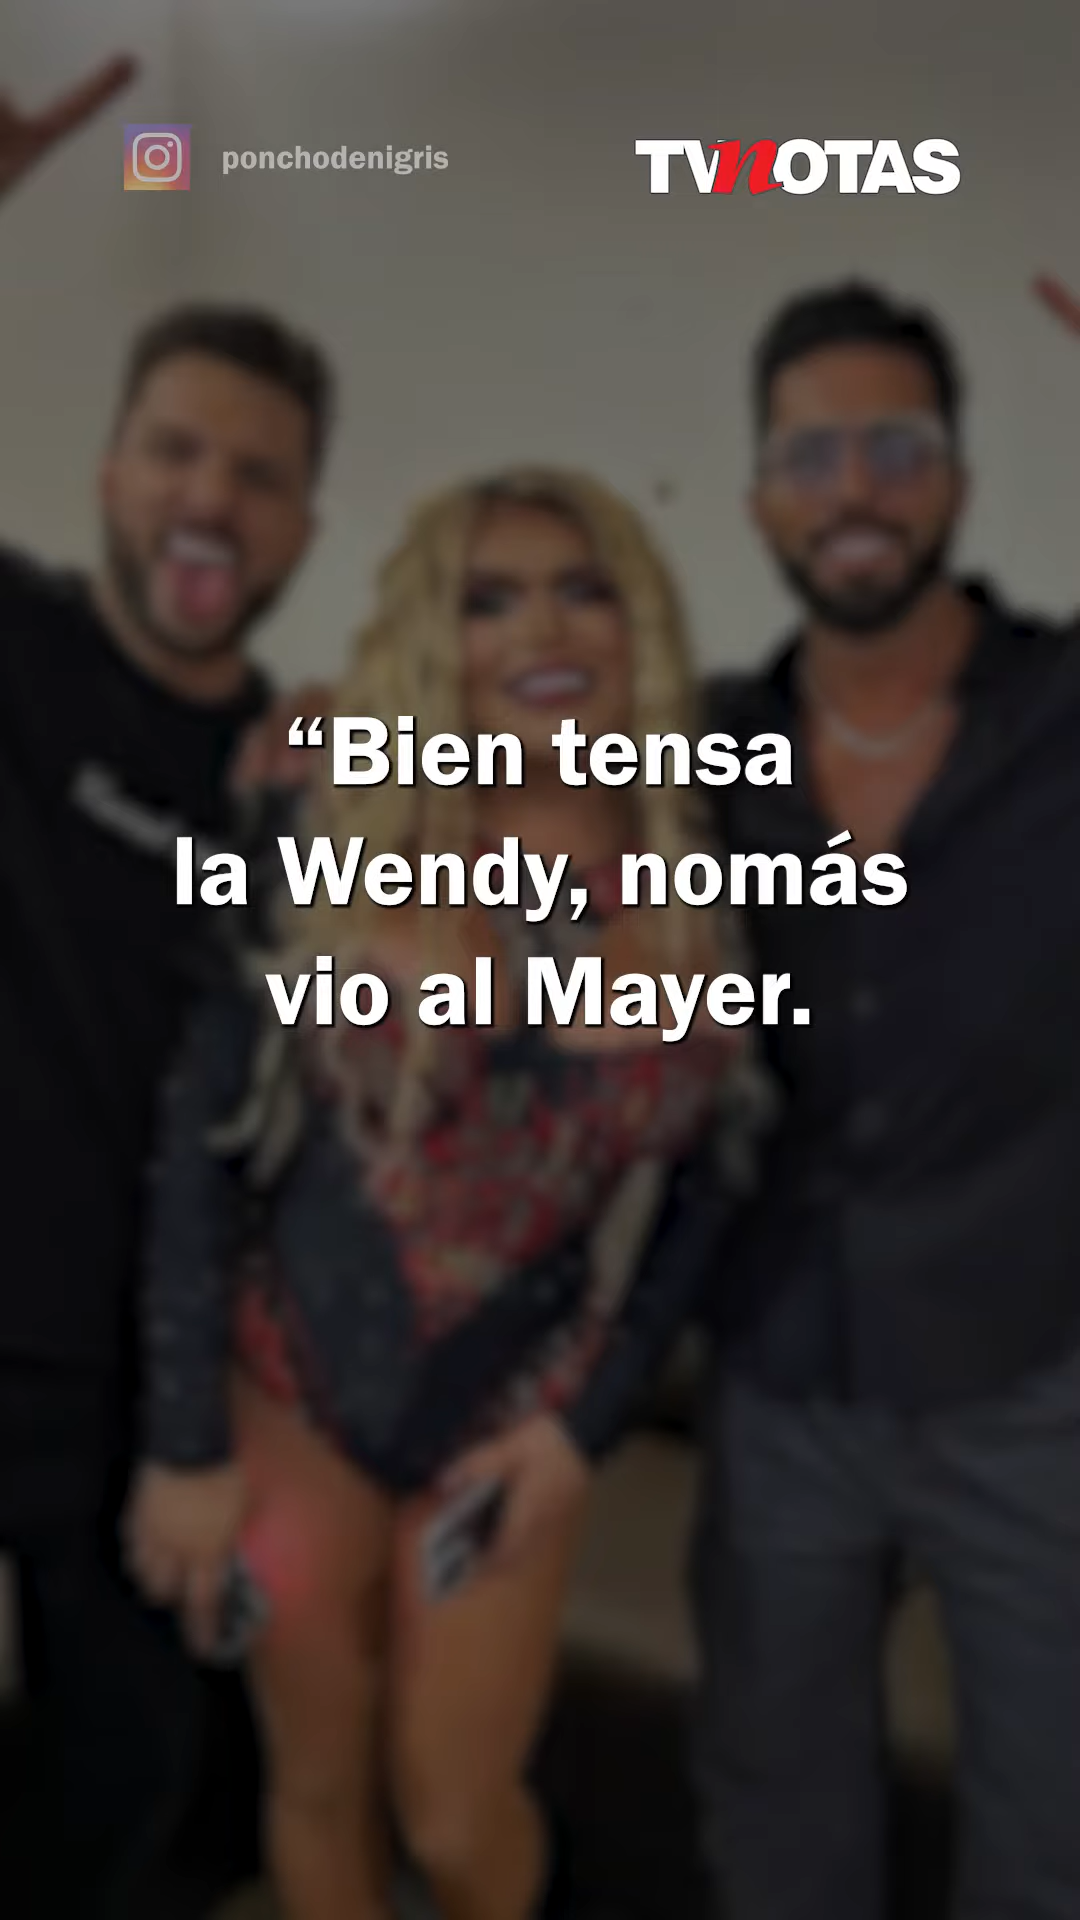 ponchodenigris
TVnOTAS
“Bien tensa
la Wendy, nomás
vio al Mayer.